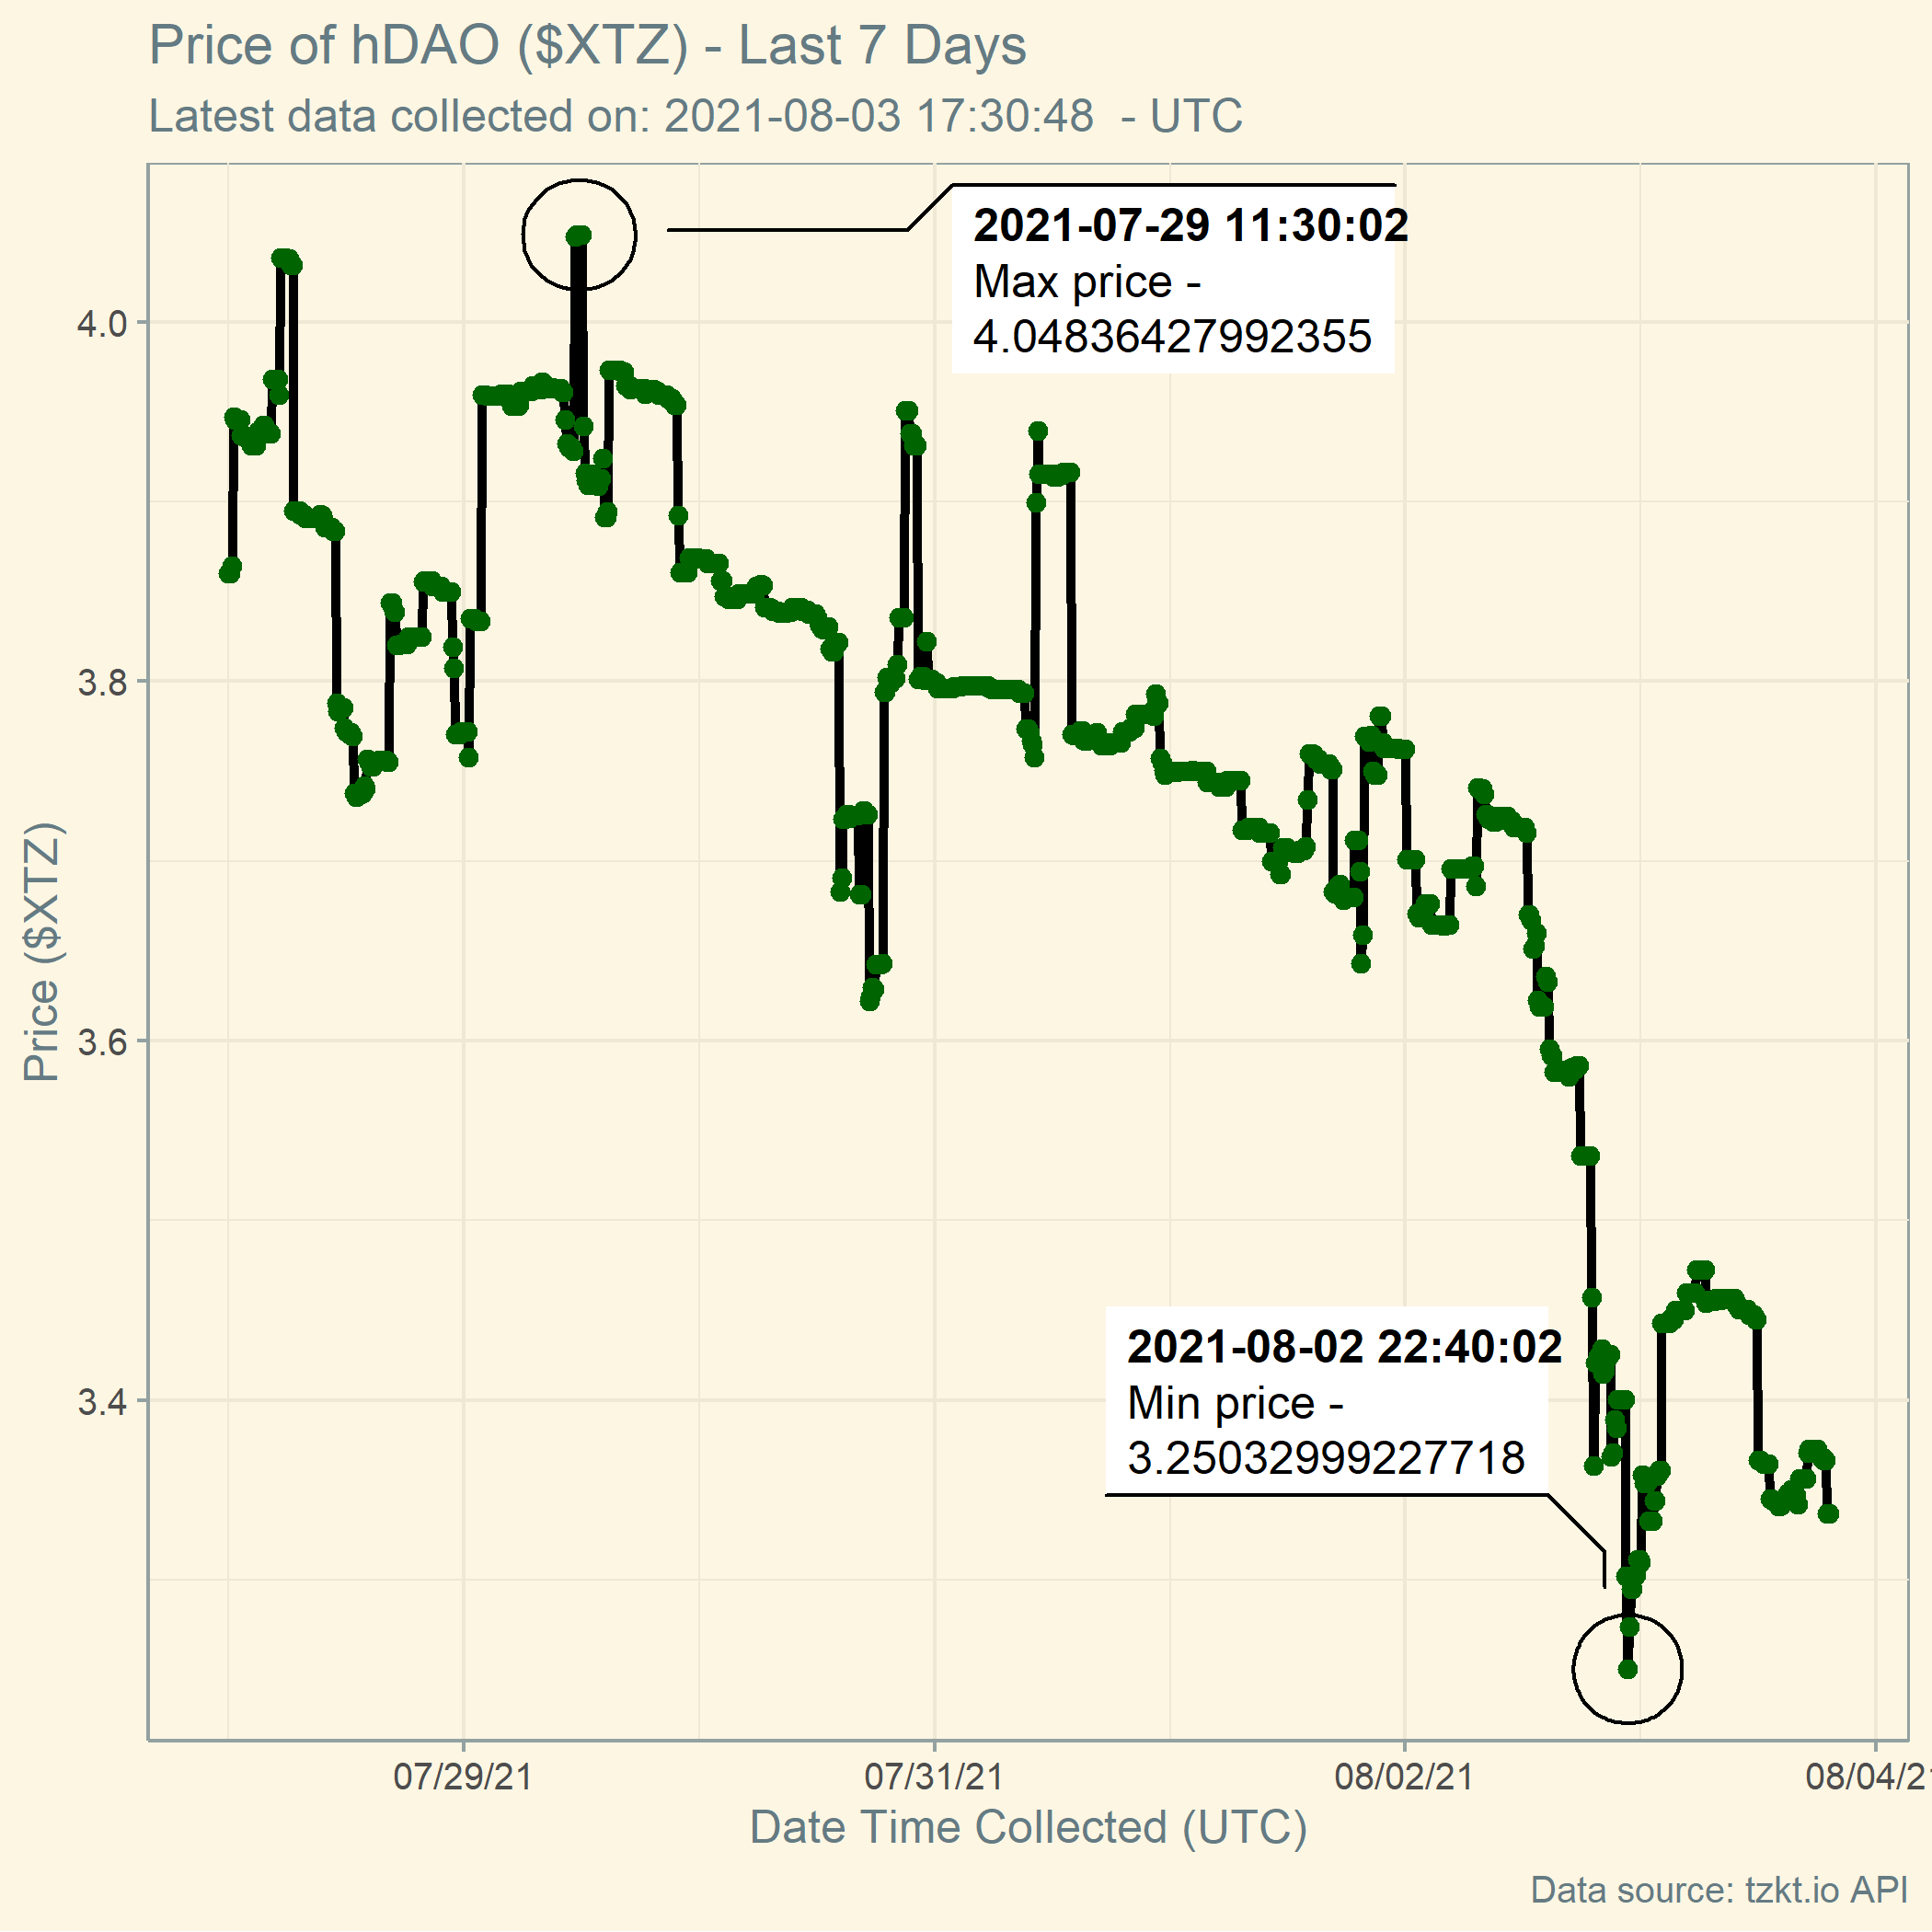 Price of hDAO ($XTZ) - Last 7 Days
Latest data collected on: 2021-08-03 17:30:48  - UTC
2021-07-29 11:30:02
Max price -
4.04836427992355
4.0
3.8
3.6
3.4
Price ($XTZ)
2021-08-02 22:40:02
Min price -
3.25032999227718
07/29/21
07/31/21
08/02/21
08/04/21
Date Time Collected (UTC)
Data source: tzkt.io API